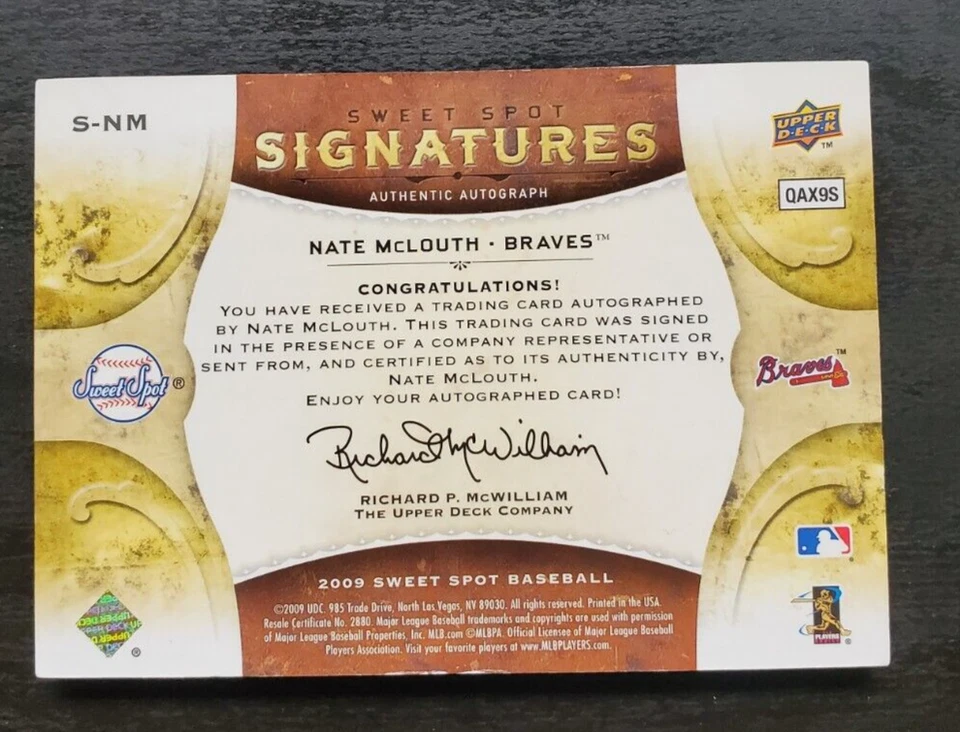 S-NM
SWEET SPOT
SIGNATURES
AUTHENTIC AUTOGRAPH
UPPER
D·E·C·K
TM
QAX9S
NATE McLOUTH · BRAVES™
CONGRATULATIONS!
YOU HAVE RECEIVED A TRADING CARD AUTOGRAPHED
BY NATE McLOUTH. THIS TRADING CARD WAS SIGNED
IN THE PRESENCE OF A COMPANY REPRESENTATIVE OR
SENT FROM, AND CERTIFIED AS TO ITS AUTHENTICITY BY,
NATE McLOUTH.
ENJOY YOUR AUTOGRAPHED CARD!
Sweet Spot®
Braves™
Richard McWilliam
RICHARD P. McWILLIAM
THE UPPER DECK COMPANY
2009 SWEET SPOT BASEBALL
©2009 UDC. 985 Trade Drive, North Las Vegas, NV 89030. All rights reserved. Printed in the USA.
Resale Certificate No. 2880. Major League Baseball trademarks and copyrights are used with permission
of Major League Baseball Properties, Inc. MLB.com ©MLBPA. Official Licensee of Major League Baseball
Players Association. Visit your favorite players at www.MLBPLAYERS.com.
UPPER DECK
®
PLAYERS
®